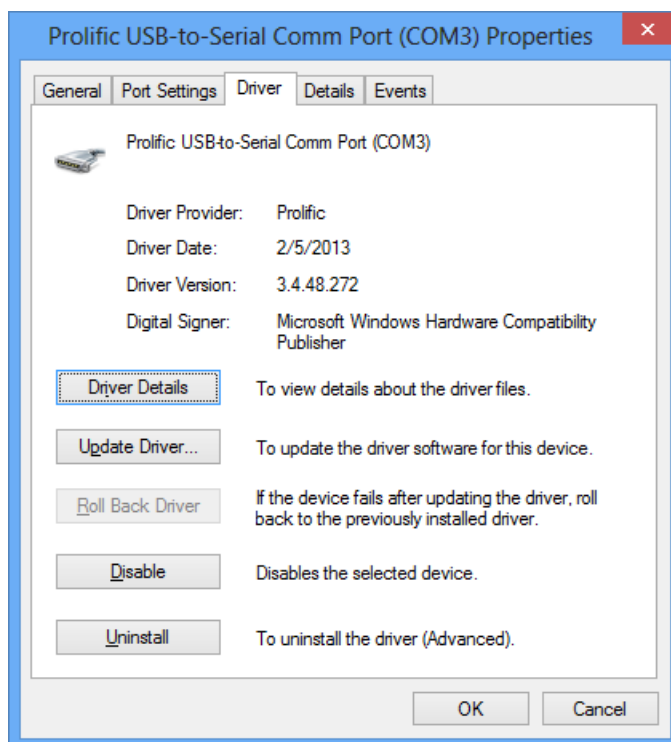 Prolific USB-to-Serial Comm Port (COM3) Properties
General Port Settings Driver Details Events
Prolific USB-to-Serial Comm Port (COM3)
Driver Provider: Prolific
Driver Date: 2/5/2013
Driver Version: 3.4.48.272
Digital Signer: Microsoft Windows Hardware Compatibility
Publisher
Driver Details To view details about the driver files.
Update Driver... To update the driver software for this device.
Roll Back Driver If the device fails after updating the driver, roll
back to the previously installed driver.
Disable Disables the selected device.
Uninstall To uninstall the driver (Advanced).
OK Cancel